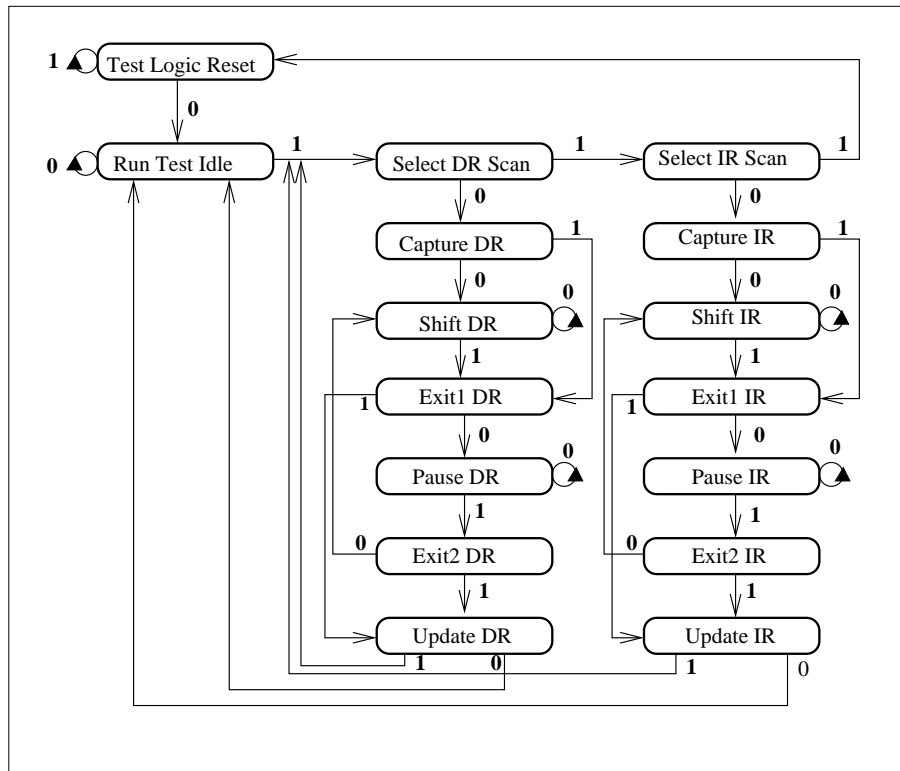 1
Test Logic Reset
0
0
Run Test Idle
1
Select DR Scan
1
Select IR Scan
1
0
0
Capture DR
1
Capture IR
1
0
0
Shift DR
0
Shift IR
0
1
1
1
Exit1 DR
1
Exit1 IR
0
0
Pause DR
0
Pause IR
0
1
1
0
Exit2 DR
0
Exit2 IR
1
1
Update DR
Update IR
1
0
1
0